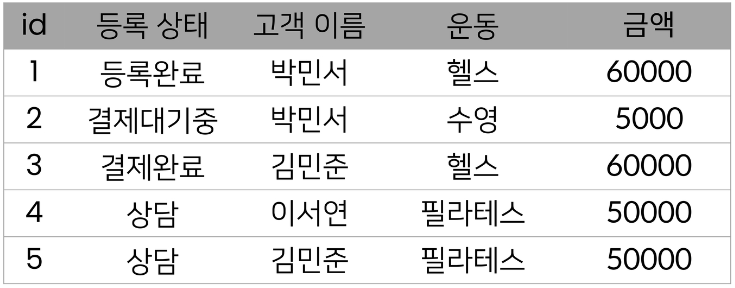 id 등록 상태 고객 이름 운동 금액
1 등록완료 박민서 헬스 60000
2 결제대기중 박민서 수영 5000
3 결제완료 김민준 헬스 60000
4 상담 이서연 필라테스 50000
5 상담 김민준 필라테스 50000